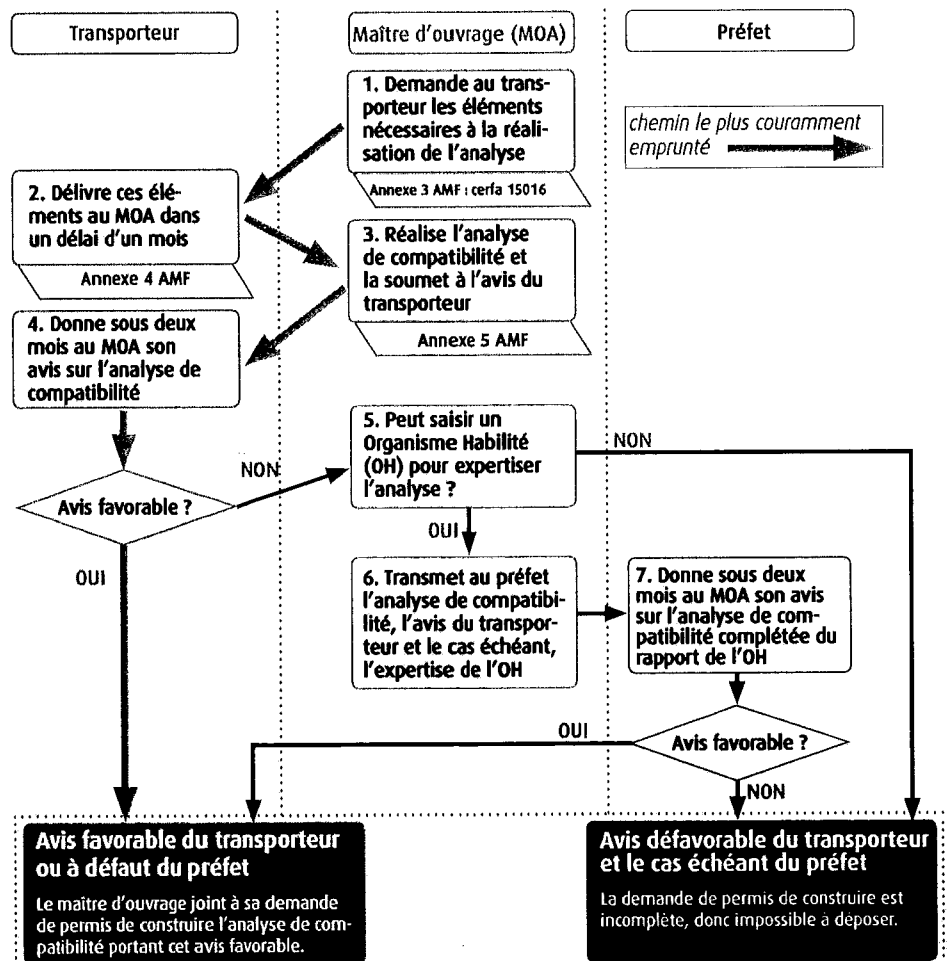 Transporteur
Maître d'ouvrage (MOA)
Préfet
1. Demande au trans-
porteur les éléments
nécessaires à la réali-
sation de l'analyse
Annexe 3 AMF : cerfa 15016
chemin le plus couramment
emprunté
2. Délivre ces élé-
ments au MOA dans
un délai d'un mois
Annexe 4 AMF
3. Réalise l'analyse
de compatibilité et
la soumet à l'avis du
transporteur
Annexe 5 AMF
4. Donne sous deux
mois au MOA son
avis sur l'analyse de
compatibilité
5. Peut saisir un
Organisme Habilité
(OH) pour expertiser
l'analyse ?
NON
NON
Avis favorable ?
OUI
OUI
6. Transmet au préfet
l'analyse de compatibi-
lité, l'avis du transpor-
teur et le cas échéant,
l'expertise de l'OH
7. Donne sous deux
mois au MOA son avis
sur l'analyse de com-
patibilité complétée du
rapport de l'OH
OUI
Avis favorable ?
NON
Avis favorable du transporteur
ou à défaut du préfet
Le maître d'ouvrage joint à sa demande
de permis de construire l'analyse de com-
patibilité portant cet avis favorable.
Avis défavorable du transporteur
et le cas échéant du préfet
La demande de permis de construire est
incomplète, donc impossible à déposer.